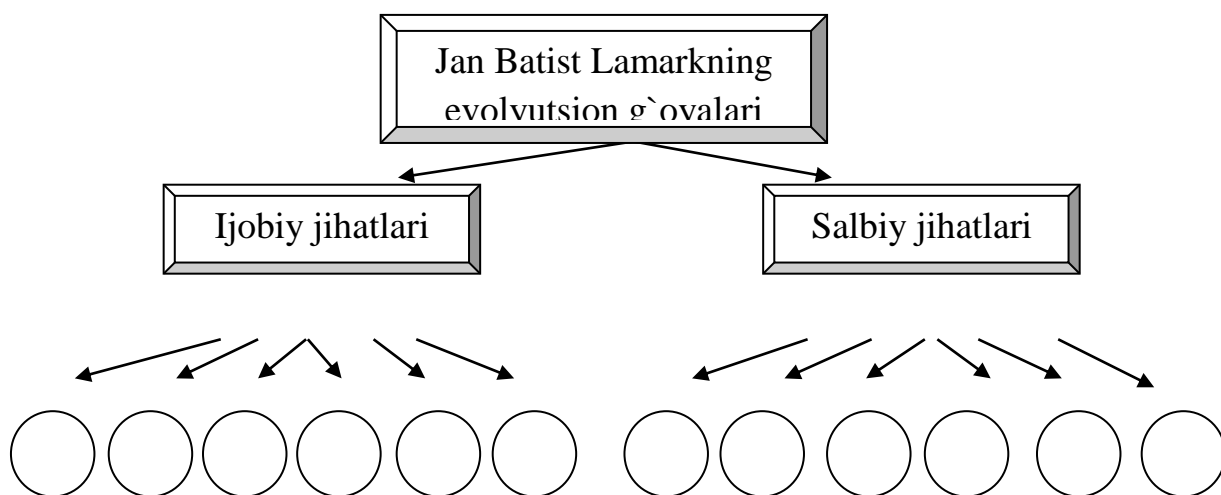 Jan Batist Lamarkning
evolyutsion g`oyalari
Ijobiy jihatlari
Salbiy jihatlari